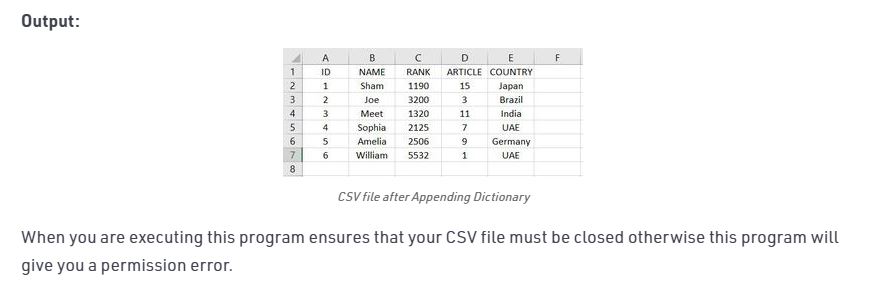 Output:
A B C D E F
1 ID NAME RANK ARTICLE COUNTRY
2 1 Sham 1190 15 Japan
3 2 Joe 3200 3 Brazil
4 3 Meet 1320 11 India
5 4 Sophia 2125 7 UAE
6 5 Amelia 2506 9 Germany
7 6 William 5532 1 UAE
8
CSV file after Appending Dictionary
When you are executing this program ensures that your CSV file must be closed otherwise this program will
give you a permission error.